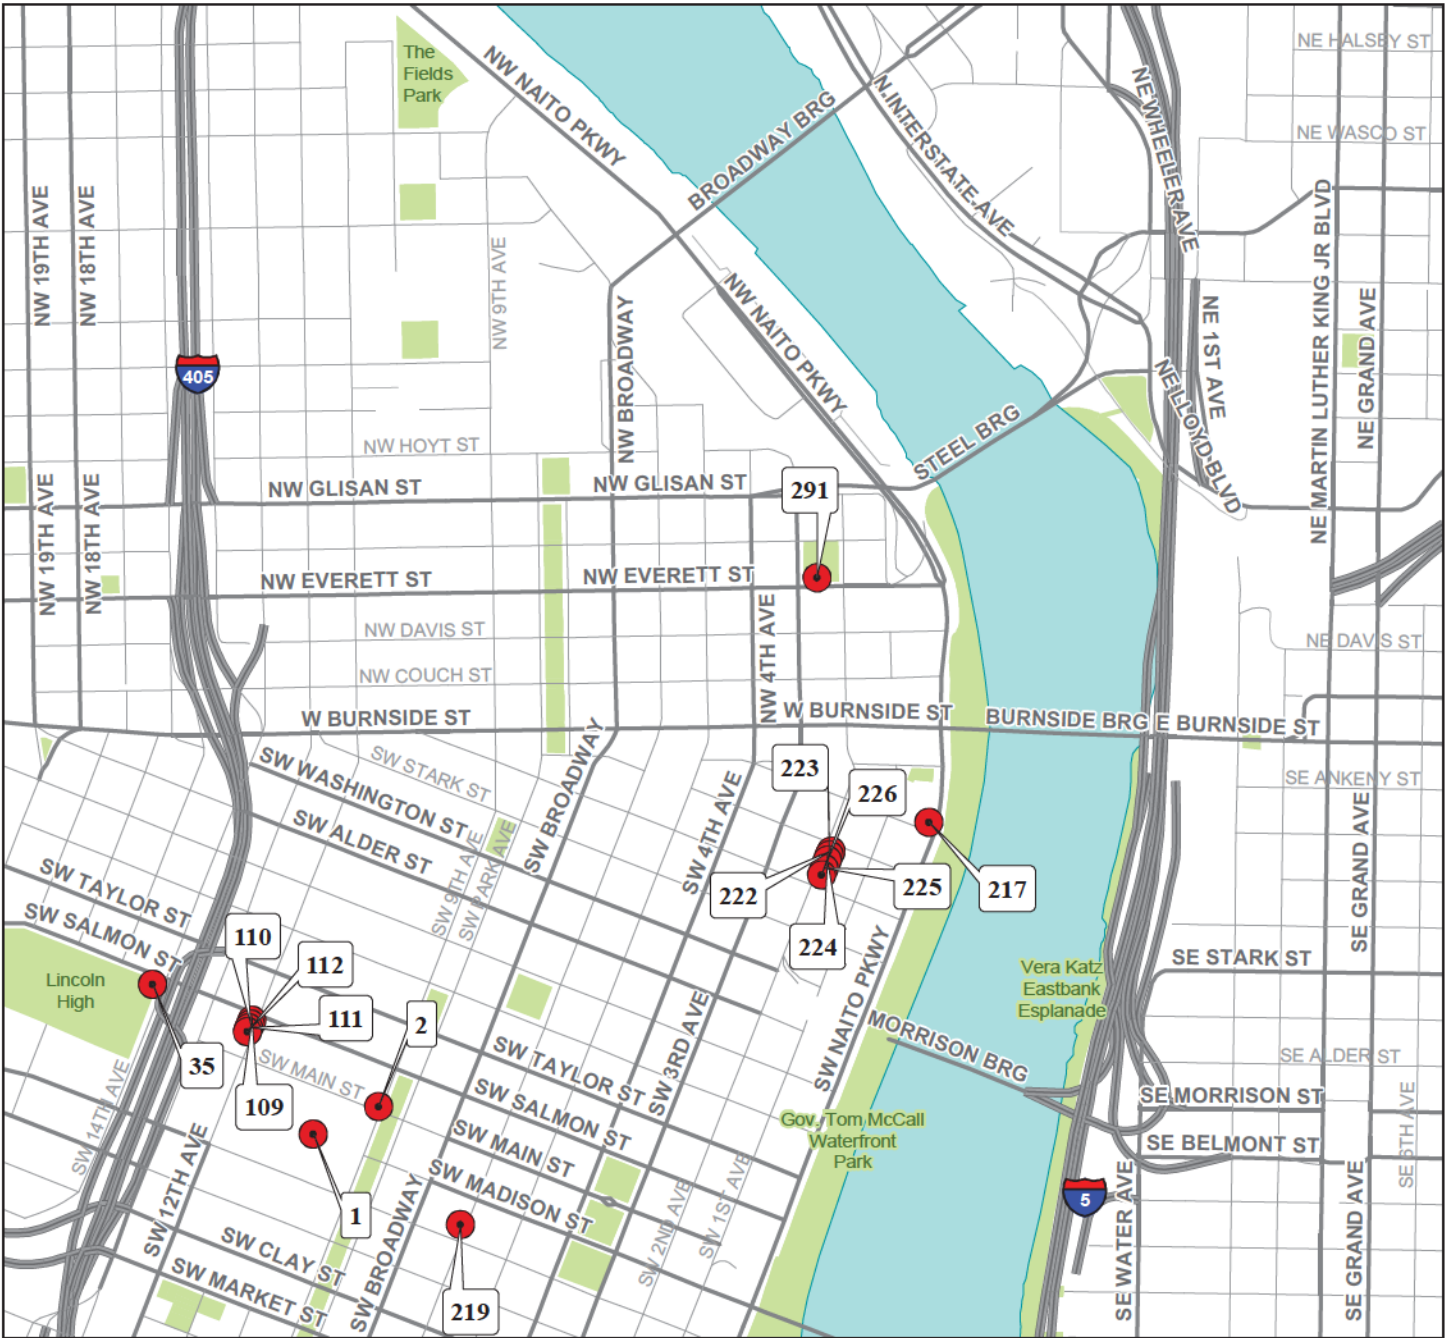 NE HALSEY ST
The
Fields
Park
NW NAITO PKWY
NE WHEELER AVE
N INTERSTATE AVE
BROADWAY BRG
NE WASCO ST
NW 19TH AVE
NW 18TH AVE
NW 9TH AVE
NE MARTIN LUTHER KING JR BLVD
NW NAITO PKWY
NW BROADWAY
NE 1ST AVE
NE GRAND AVE
405
NE LLOYD BLVD
STEEL BRG
NW HOYT ST
NW GLISAN ST
NW GLISAN ST
291
NW 19TH AVE
NW 18TH AVE
NW EVERETT ST
NW EVERETT ST
NW 4TH AVE
NW DAVIS ST
NE DAVIS ST
NW COUCH ST
W BURNSIDE ST
W BURNSIDE ST
BURNSIDE BRG
E BURNSIDE ST
SW STARK ST
SW WASHINGTON ST
SW BROADWAY
223
226
SE ANKENY ST
SW ALDER ST
SW 9TH AVE
SW PARK AVE
SW 4TH AVE
SE GRAND AVE
SW TAYLOR ST
222
225
217
SW SALMON ST
110
224
SE STARK ST
112
Lincoln
High
Vera Katz
Eastbank
Esplanade
111
2
SW NAITO PKWY
MORRISON BRG
SW 3RD AVE
SW TAYLOR ST
35
SW MAIN ST
SE ALDER ST
SW SALMON ST
109
SE MORRISON ST
SE 5TH AVE
SW 14TH AVE
Gov. Tom McCall
Waterfront
Park
SW MAIN ST
SE BELMONT ST
SW 12TH AVE
SW MADISON ST
SW BROADWAY
SW 2ND AVE
SW 1ST AVE
5
SE WATER AVE
SE GRAND AVE
1
SW CLAY ST
SW MARKET ST
219